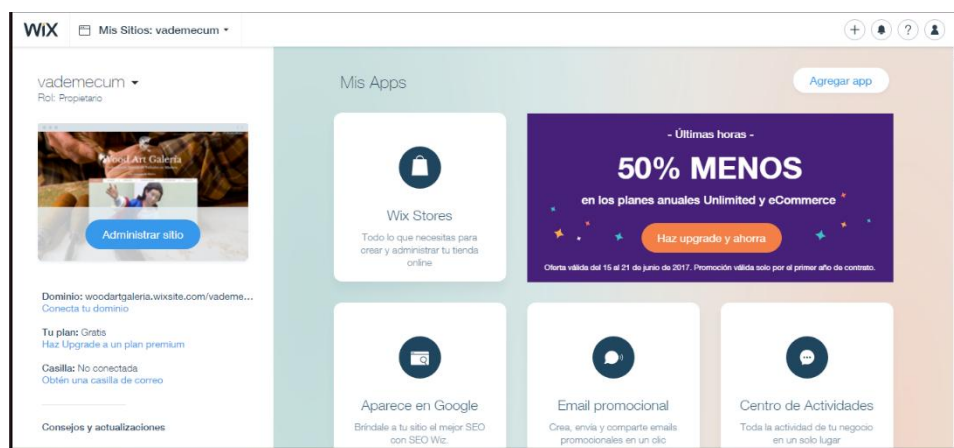 WiX Mis Sitios: vademecum
vademecum
Rol: Propietario
Wood Art Galería
Administrar sitio
Dominio: woodartgaleria.wixsite.com/vademe...
Conecta tu dominio
Tu plan: Gratis
Haz Upgrade a un plan premium
Casilla: No conectada
Obtén una casilla de correo
Consejos y actualizaciones
Mis Apps
Agregar app
Wix Stores
Todo lo que necesitas para
crear y administrar tu tienda
online
- Últimas horas -
50% MENOS
en los planes anuales Unlimited y eCommerce
Haz upgrade y ahorra
Oferta válida del 15 al 21 de junio de 2017. Promoción válida solo por el primer año de contrato.
Aparece en Google
Bríndale a tu sitio el mejor SEO
con SEO Wiz.
Email promocional
Crea, envía y comparte emails
promocionales en un clic
Centro de Actividades
Toda la actividad de tu negocio
en un solo lugar